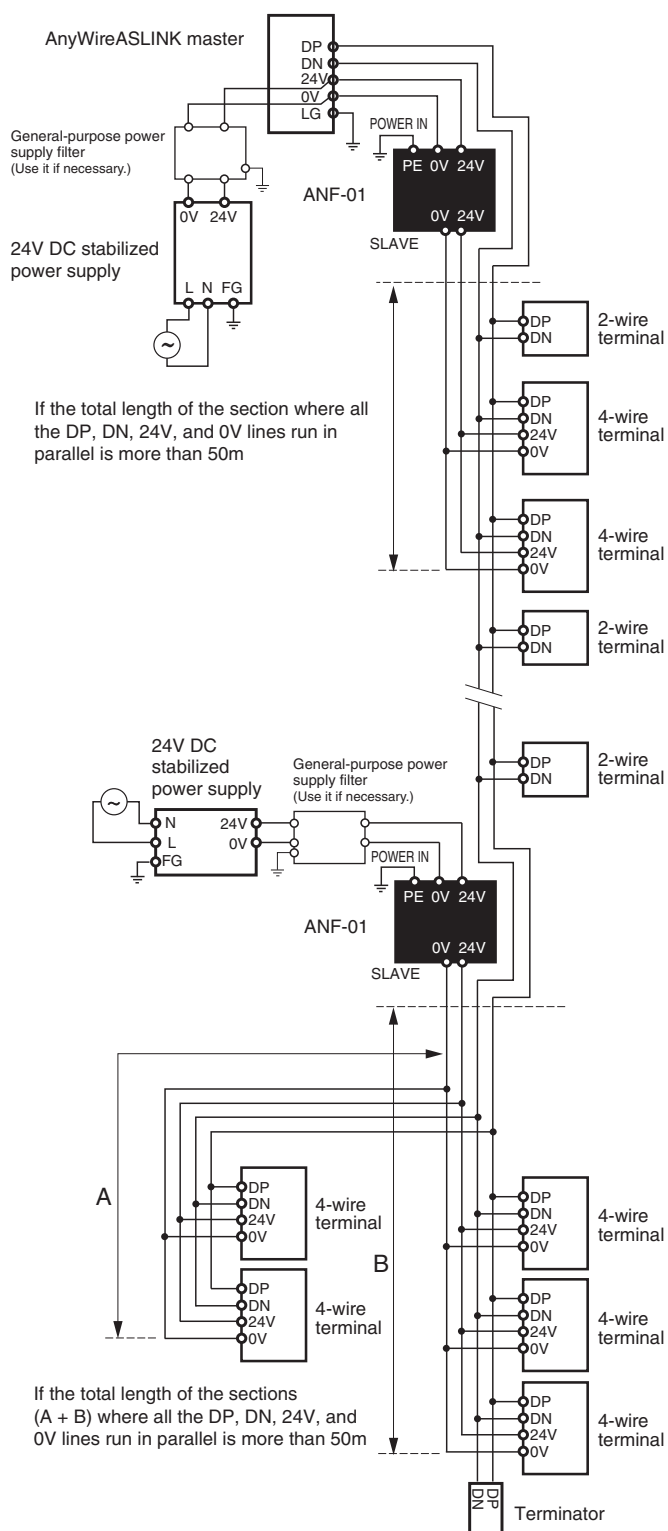 AnyWireASLINK master
DP
DN
24V
0V
LG
General-purpose power
supply filter
(Use it if necessary.)
POWER IN
PE 0V 24V
ANF-01
0V 24V
SLAVE
0V 24V
24V DC stabilized
power supply
L N FG
~
DP
DN
2-wire
terminal
If the total length of the section where all
the DP, DN, 24V, and 0V lines run in
parallel is more than 50m
DP
DN
24V
0V
4-wire
terminal
DP
DN
24V
0V
4-wire
terminal
DP
DN
2-wire
terminal
DP
DN
2-wire
terminal
24V DC
stabilized
power supply
General-purpose power
supply filter
(Use it if necessary.)
~
N
L
FG
24V
0V
POWER IN
PE 0V 24V
ANF-01
0V 24V
SLAVE
A
B
DP
DN
24V
0V
4-wire
terminal
DP
DN
24V
0V
4-wire
terminal
DP
DN
24V
0V
4-wire
terminal
DP
DN
24V
0V
4-wire
terminal
DP
DN
24V
0V
4-wire
terminal
If the total length of the sections
(A + B) where all the DP, DN, 24V, and
0V lines run in parallel is more than 50m
DP
DN
Terminator